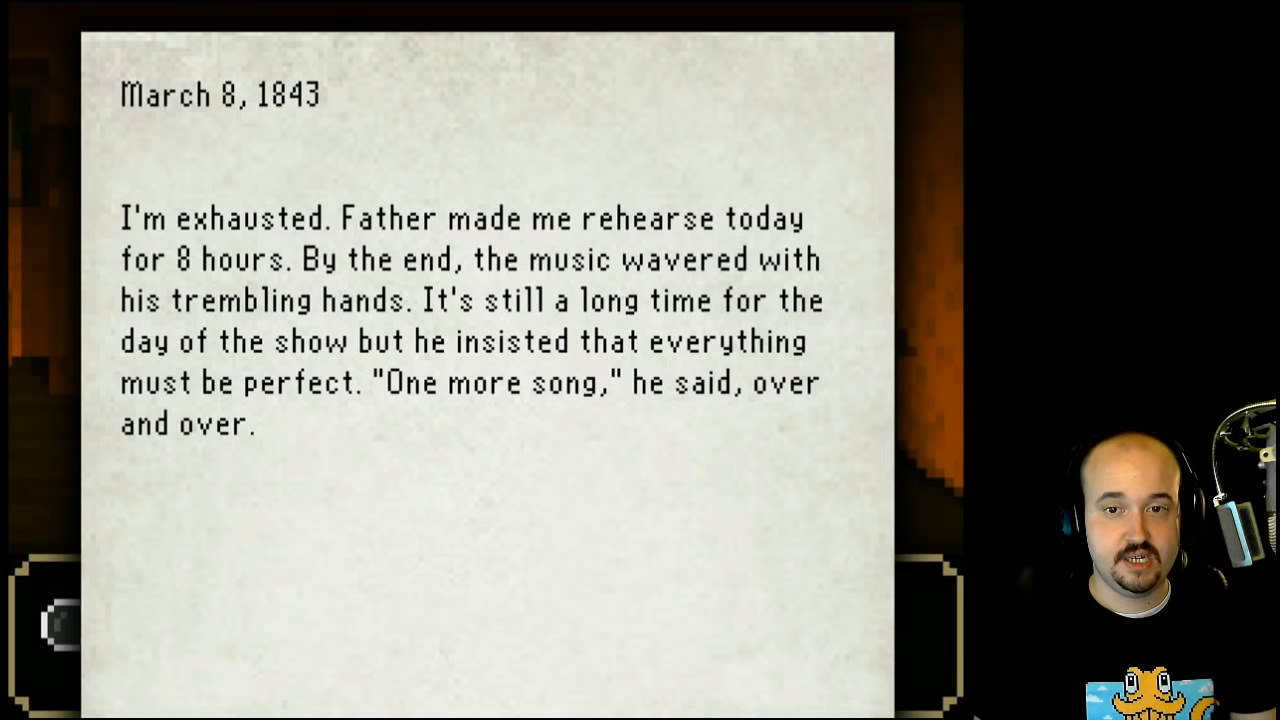 March 8, 1843
I'm exhausted. Father made me rehearse today
for 8 hours. By the end, the music wavered with
his trembling hands. It's still a long time for the
day of the show but he insisted that everything
must be perfect. "One more song," he said, over
and over.